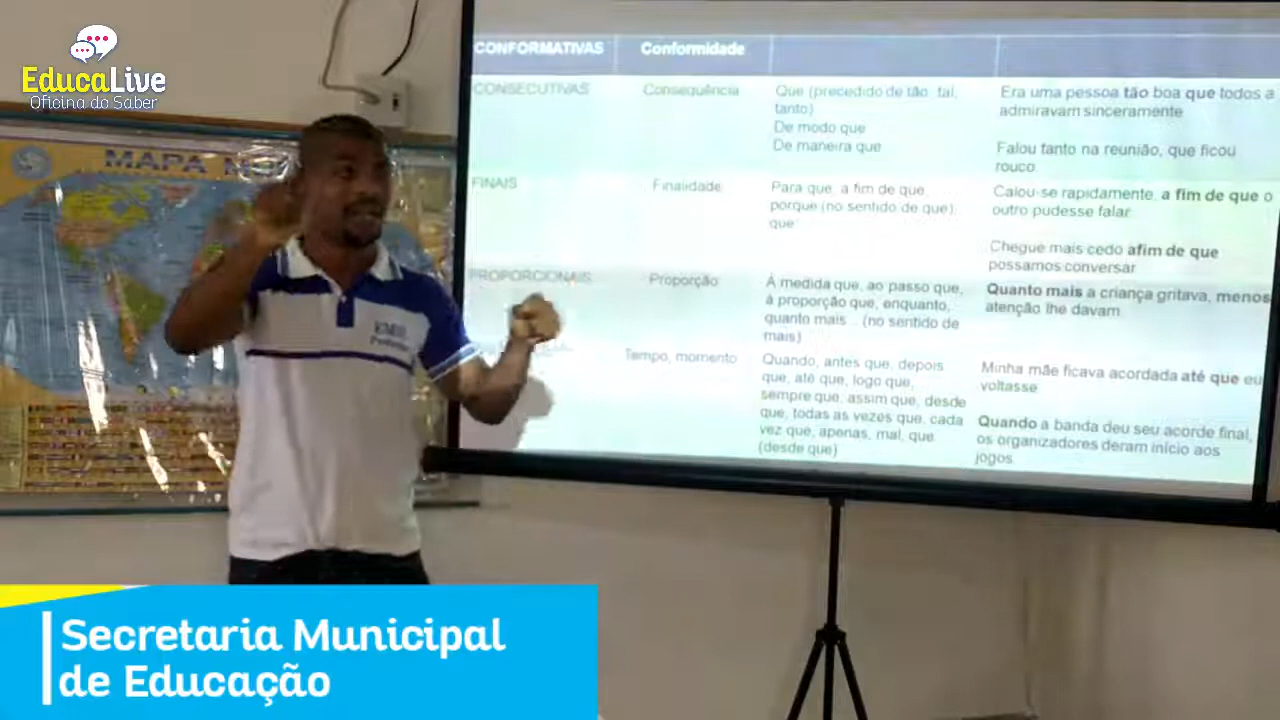 EducaLive
Oficina do Saber
MAPA
CONFORMATIVAS Conformidade
CONSECUTIVAS Consequência Que (precedido de tão, tal,
tanto)
De modo que
De maneira que
Era uma pessoa tão boa que todos a
admiravam sinceramente
Falou tanto na reunião, que ficou
rouco
FINAIS Finalidade Para que, a fim de que,
porque (no sentido de que),
que
Calou-se rapidamente, a fim de que o
outro pudesse falar
Chegue mais cedo afim de que
possamos conversar
PROPORCIONAIS Proporção À medida que, ao passo que,
à proporção que, enquanto,
quanto mais... (no sentido de
mais)
Quanto mais a criança gritava, menos
atenção lhe davam
Tempo, momento Quando, antes que, depois
que, até que, logo que,
sempre que, assim que, desde
que, todas as vezes que, cada
vez que, apenas, mal, que
(desde que)
Minha mãe ficava acordada até que eu
voltasse
Quando a banda deu seu acorde final,
os organizadores deram início aos
jogos
Secretaria Municipal
de Educação